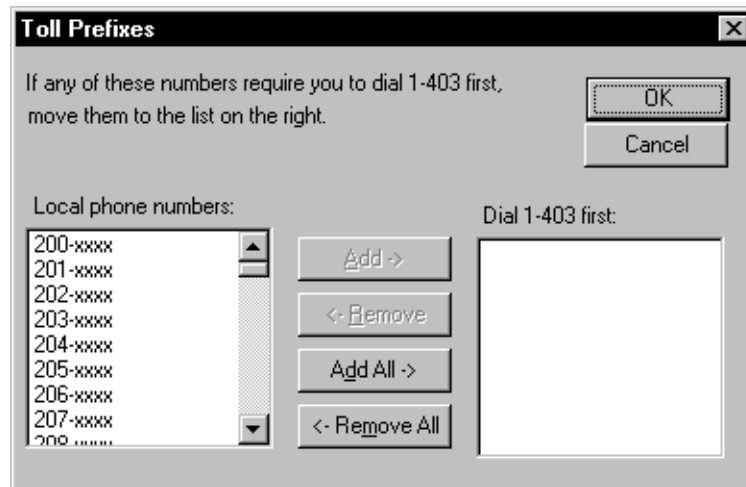 Toll Prefixes
If any of these numbers require you to dial 1-403 first,
move them to the list on the right.
OK
Cancel
Local phone numbers:
200-xxxx
201-xxxx
202-xxxx
203-xxxx
204-xxxx
205-xxxx
206-xxxx
207-xxxx
Add ->
<- Remove
Add All ->
<- Remove All
Dial 1-403 first: